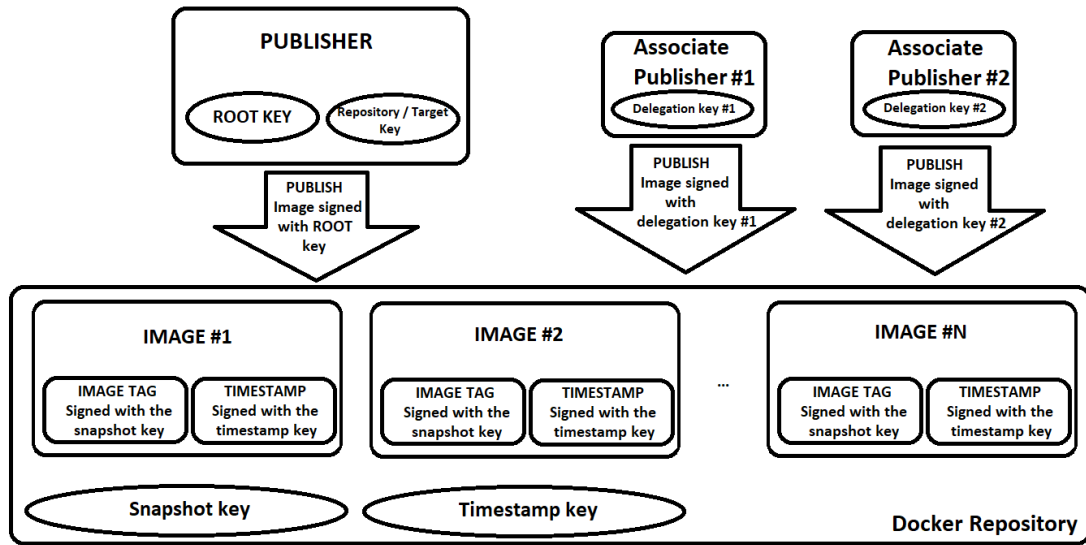 PUBLISHER
ROOT KEY
Repository / Target
Key
Associate
Publisher #1
Delegation key #1
Associate
Publisher #2
Delegation key #2
PUBLISH
Image signed
with ROOT
key
PUBLISH
Image signed
with
delegation key #1
PUBLISH
Image signed
with
delegation key #2
IMAGE #1
IMAGE TAG
Signed with the
snapshot key
TIMESTAMP
Signed with the
timestamp key
IMAGE #2
IMAGE TAG
Signed with the
snapshot key
TIMESTAMP
Signed with the
timestamp key
...
IMAGE #N
IMAGE TAG
Signed with the
snapshot key
TIMESTAMP
Signed with the
timestamp key
Snapshot key
Timestamp key
Docker Repository